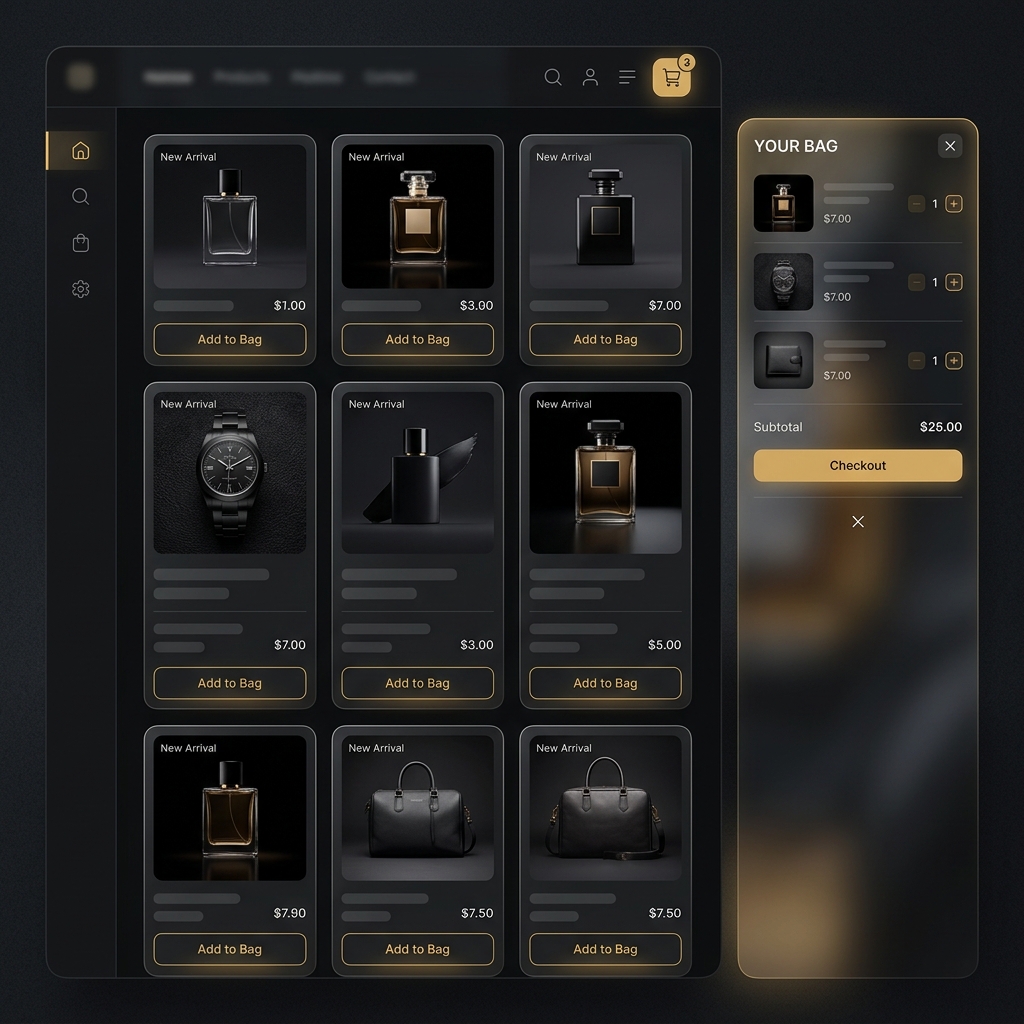 3
New Arrival
New Arrival
New Arrival
$1.00
$3.00
$7.00
Add to Bag
Add to Bag
Add to Bag
New Arrival
New Arrival
New Arrival
$7.00
$3.00
$5.00
Add to Bag
Add to Bag
Add to Bag
New Arrival
New Arrival
New Arrival
$7.90
$7.50
$7.50
Add to Bag
Add to Bag
Add to Bag
YOUR BAG
1
$7.00
1
$7.00
1
$7.00
Subtotal
$25.00
Checkout